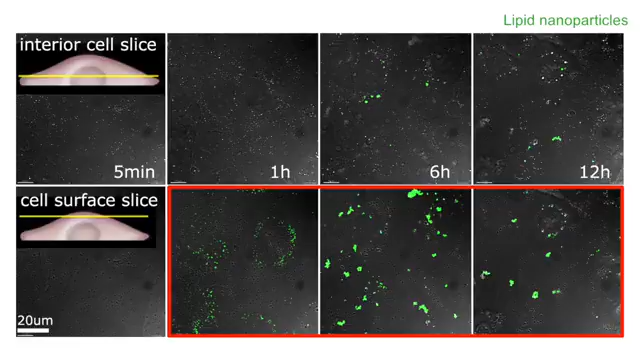 Lipid nanoparticles
interior cell slice
5min
1h
6h
12h
cell surface slice
20um